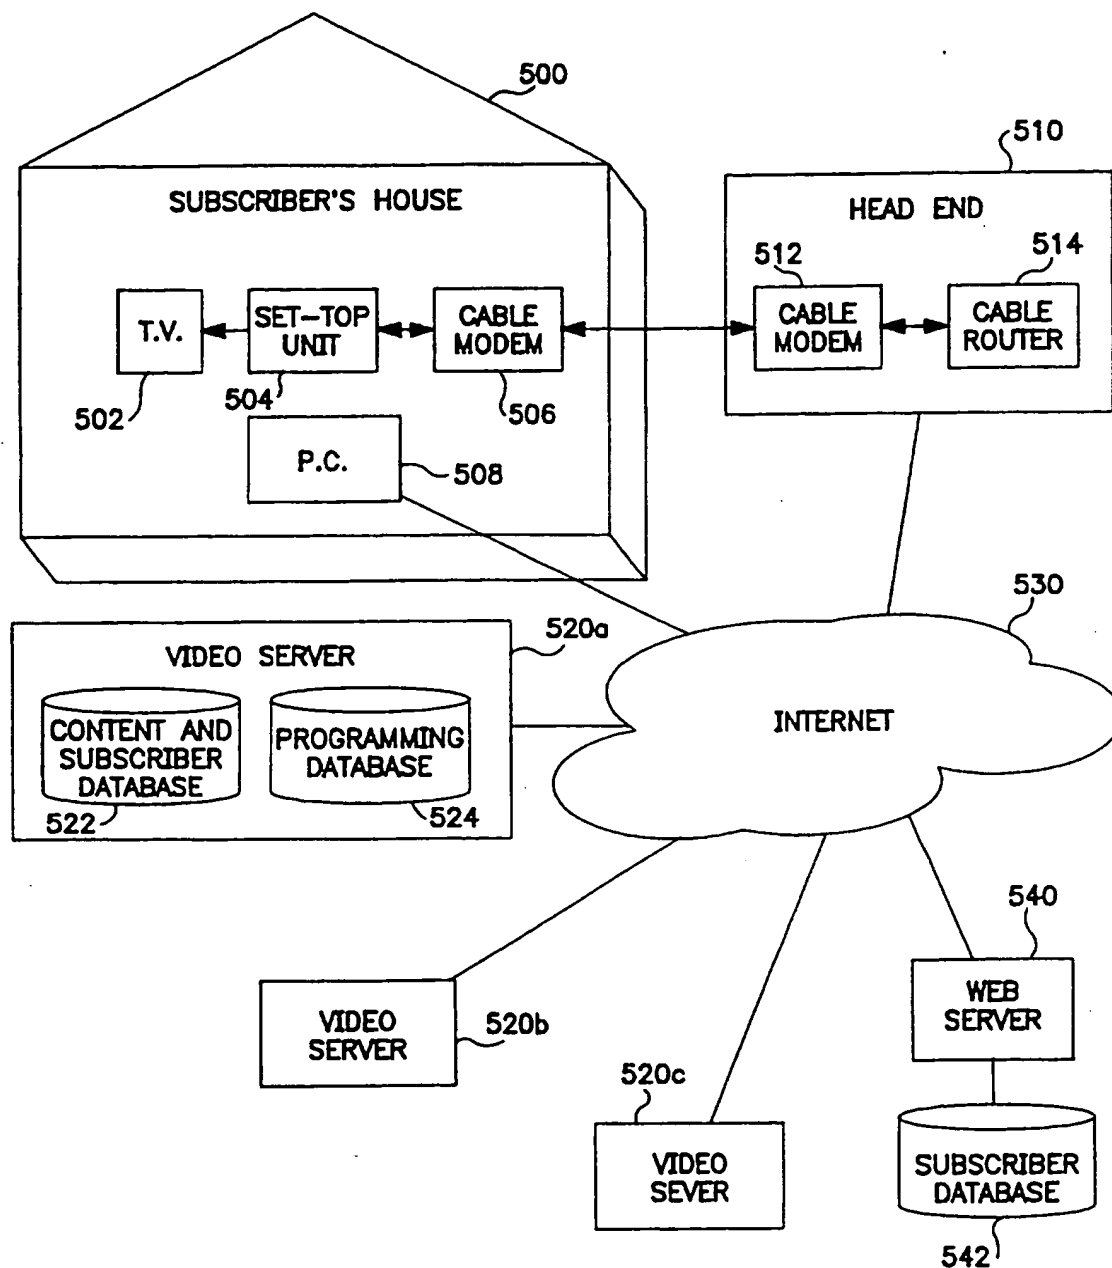 500
SUBSCRIBER'S HOUSE
T.V.
502
SET-TOP
UNIT
504
CABLE
MODEM
506
P.C.
508
510
HEAD END
512
CABLE
MODEM
514
CABLE
ROUTER
530
INTERNET
520a
VIDEO SERVER
CONTENT AND
SUBSCRIBER
DATABASE
522
PROGRAMMING
DATABASE
524
VIDEO
SERVER
520b
520c
VIDEO
SEVER
540
WEB
SERVER
SUBSCRIBER
DATABASE
542